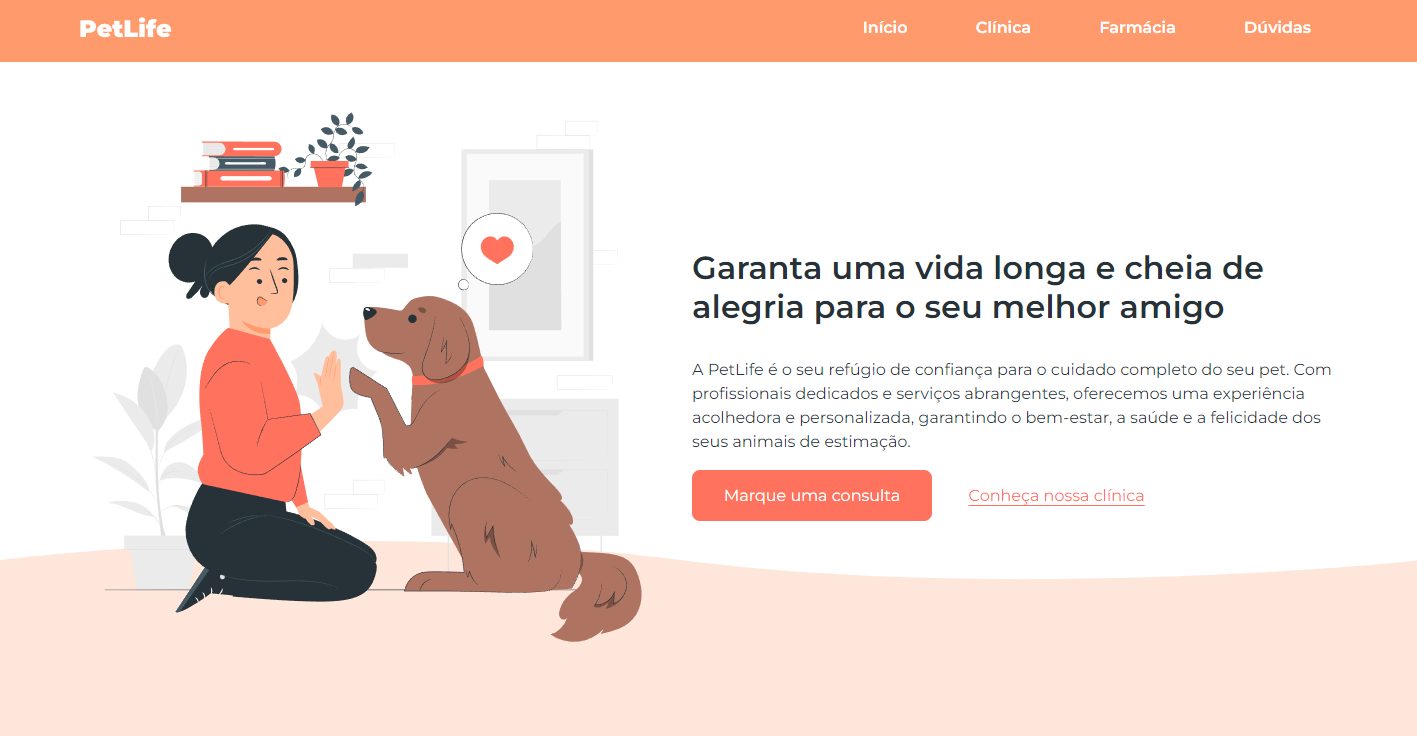 PetLife
Início
Clínica
Farmácia
Dúvidas
Garanta uma vida longa e cheia de
alegria para o seu melhor amigo
A PetLife é o seu refúgio de confiança para o cuidado completo do seu pet. Com
profissionais dedicados e serviços abrangentes, oferecemos uma experiência
acolhedora e personalizada, garantindo o bem-estar, a saúde e a felicidade dos
seus animais de estimação.
Marque uma consulta
Conheça nossa clínica